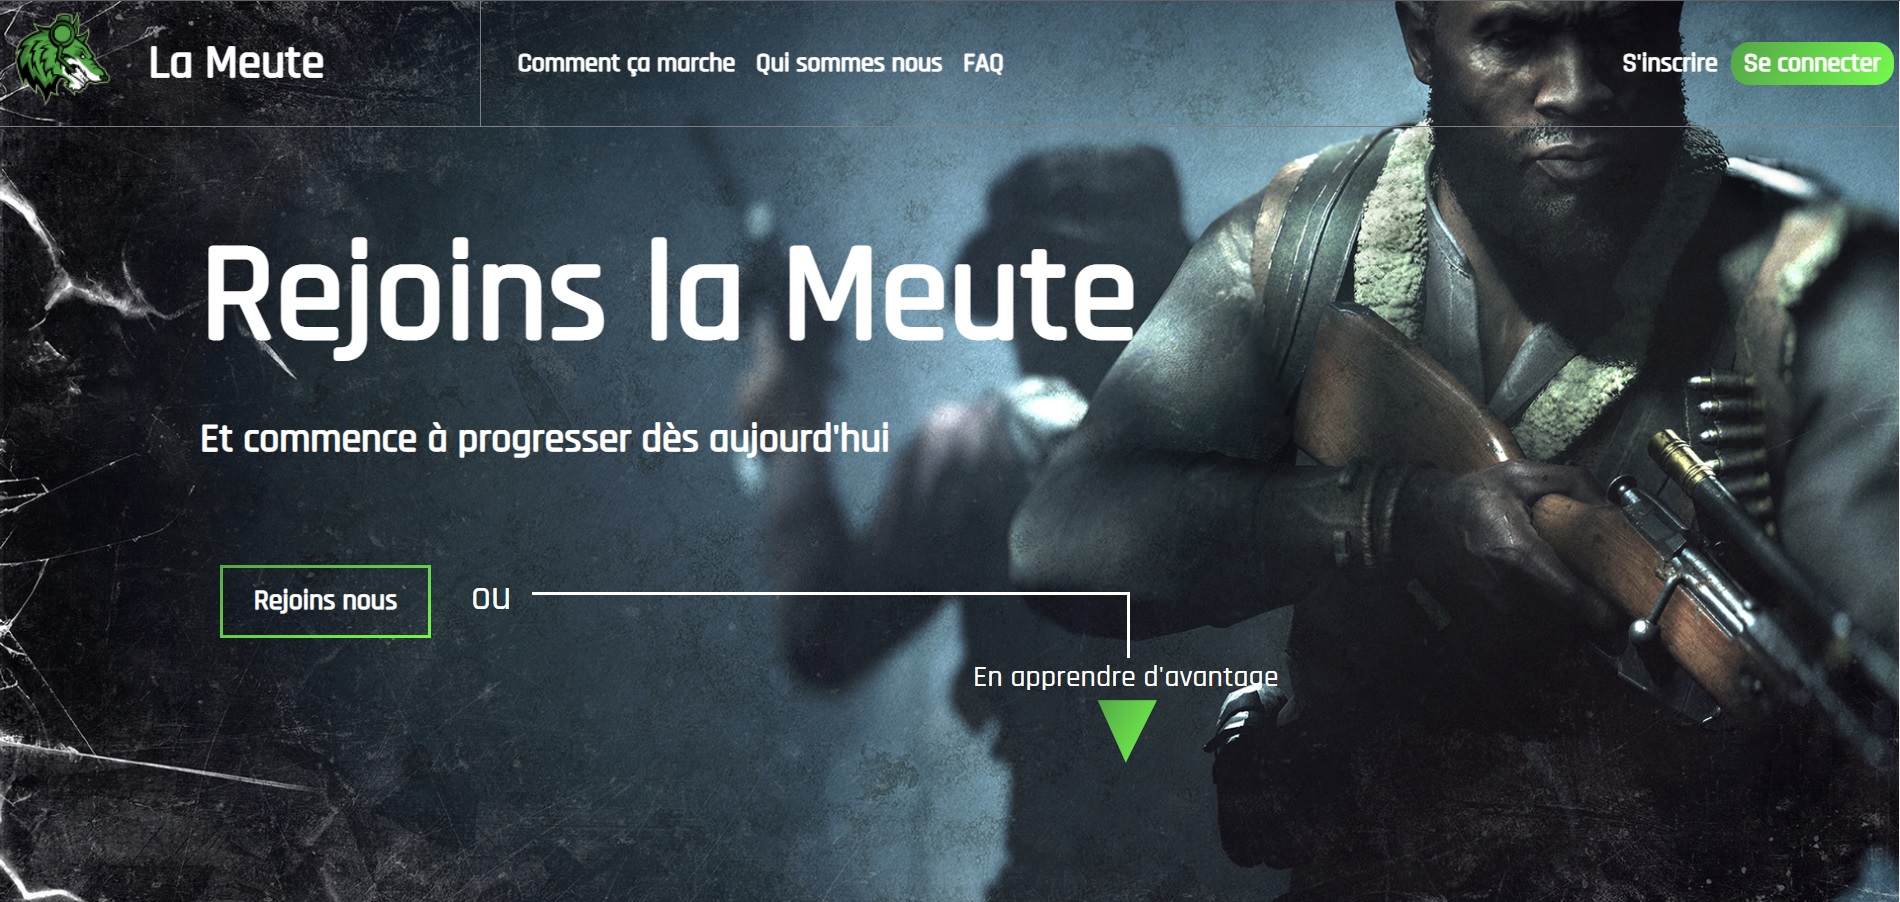 La Meute
Comment ça marche Qui sommes nous FAQ
S'inscrire Se connecter
Rejoins la Meute
Et commence à progresser dès aujourd'hui
Rejoins nous ou
En apprendre d'avantage